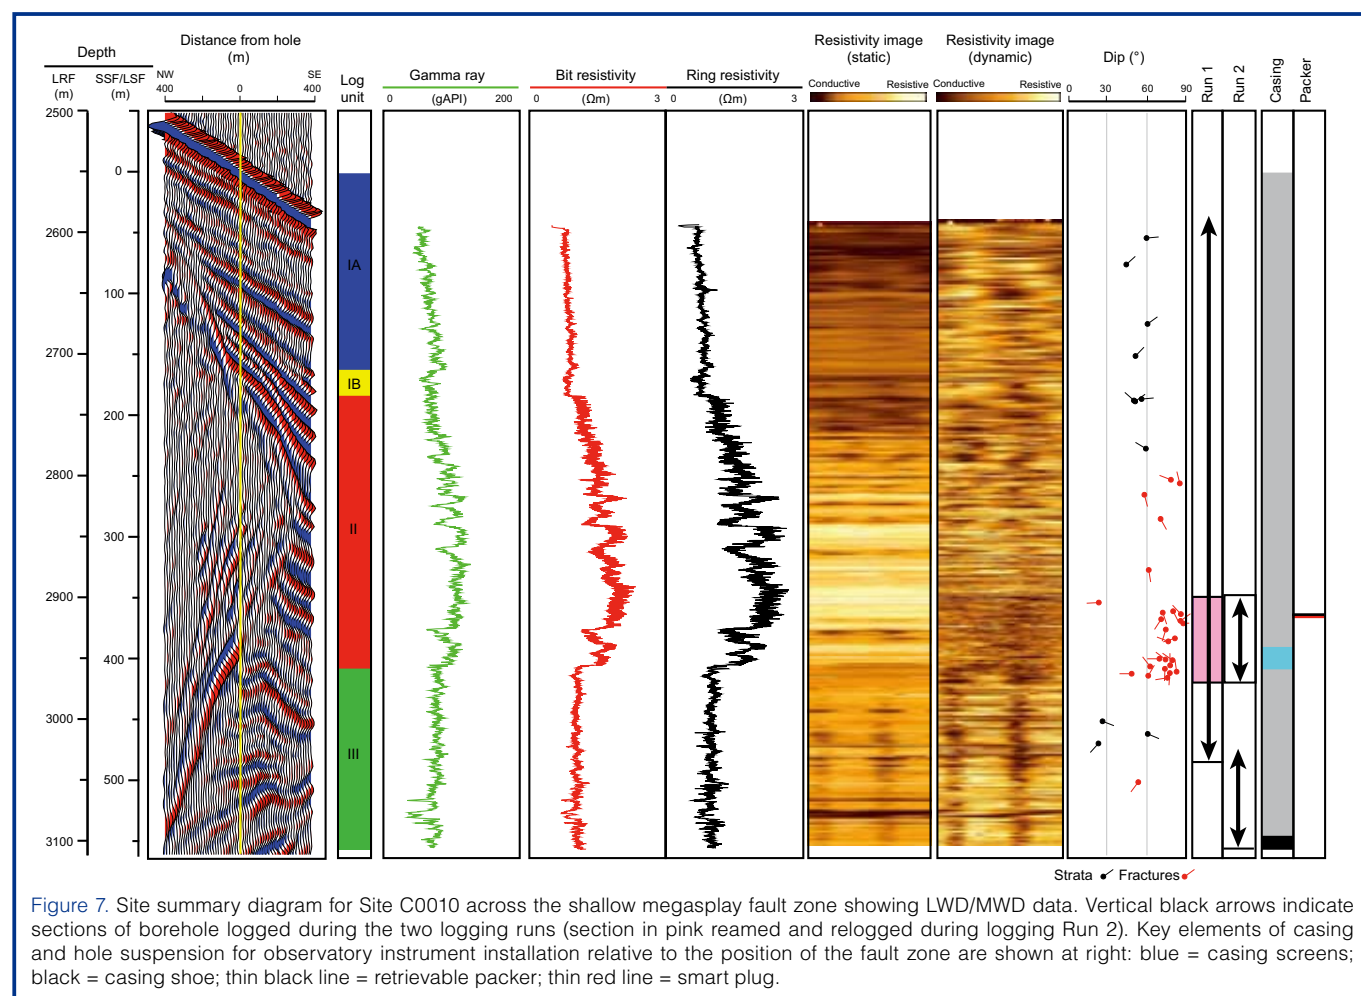 Depth
LRF
(m)
SSF/LSF
(m)
Distance from hole
(m)
NW
SE
400
0
400
Log
unit
Gamma ray
0
(gAPI)
200
Bit resistivity
0
(Ωm)
3
Ring resistivity
0
(Ωm)
3
Resistivity image
(static)
Conductive
Resistive
Resistivity image
(dynamic)
Conductive
Resistive
Dip (°)
0
30
60
90
Run 1
Run 2
Casing
Packer
2500
2600
2700
2800
2900
3000
3100
0
100
200
300
400
500
IA
IB
II
III
Strata
Fractures
Figure 7. Site summary diagram for Site C0010 across the shallow megasplay fault zone showing LWD/MWD data. Vertical black arrows indicate
sections of borehole logged during the two logging runs (section in pink reamed and relogged during logging Run 2). Key elements of casing
and hole suspension for observatory instrument installation relative to the position of the fault zone are shown at right: blue = casing screens;
black = casing shoe; thin black line = retrievable packer; thin red line = smart plug.